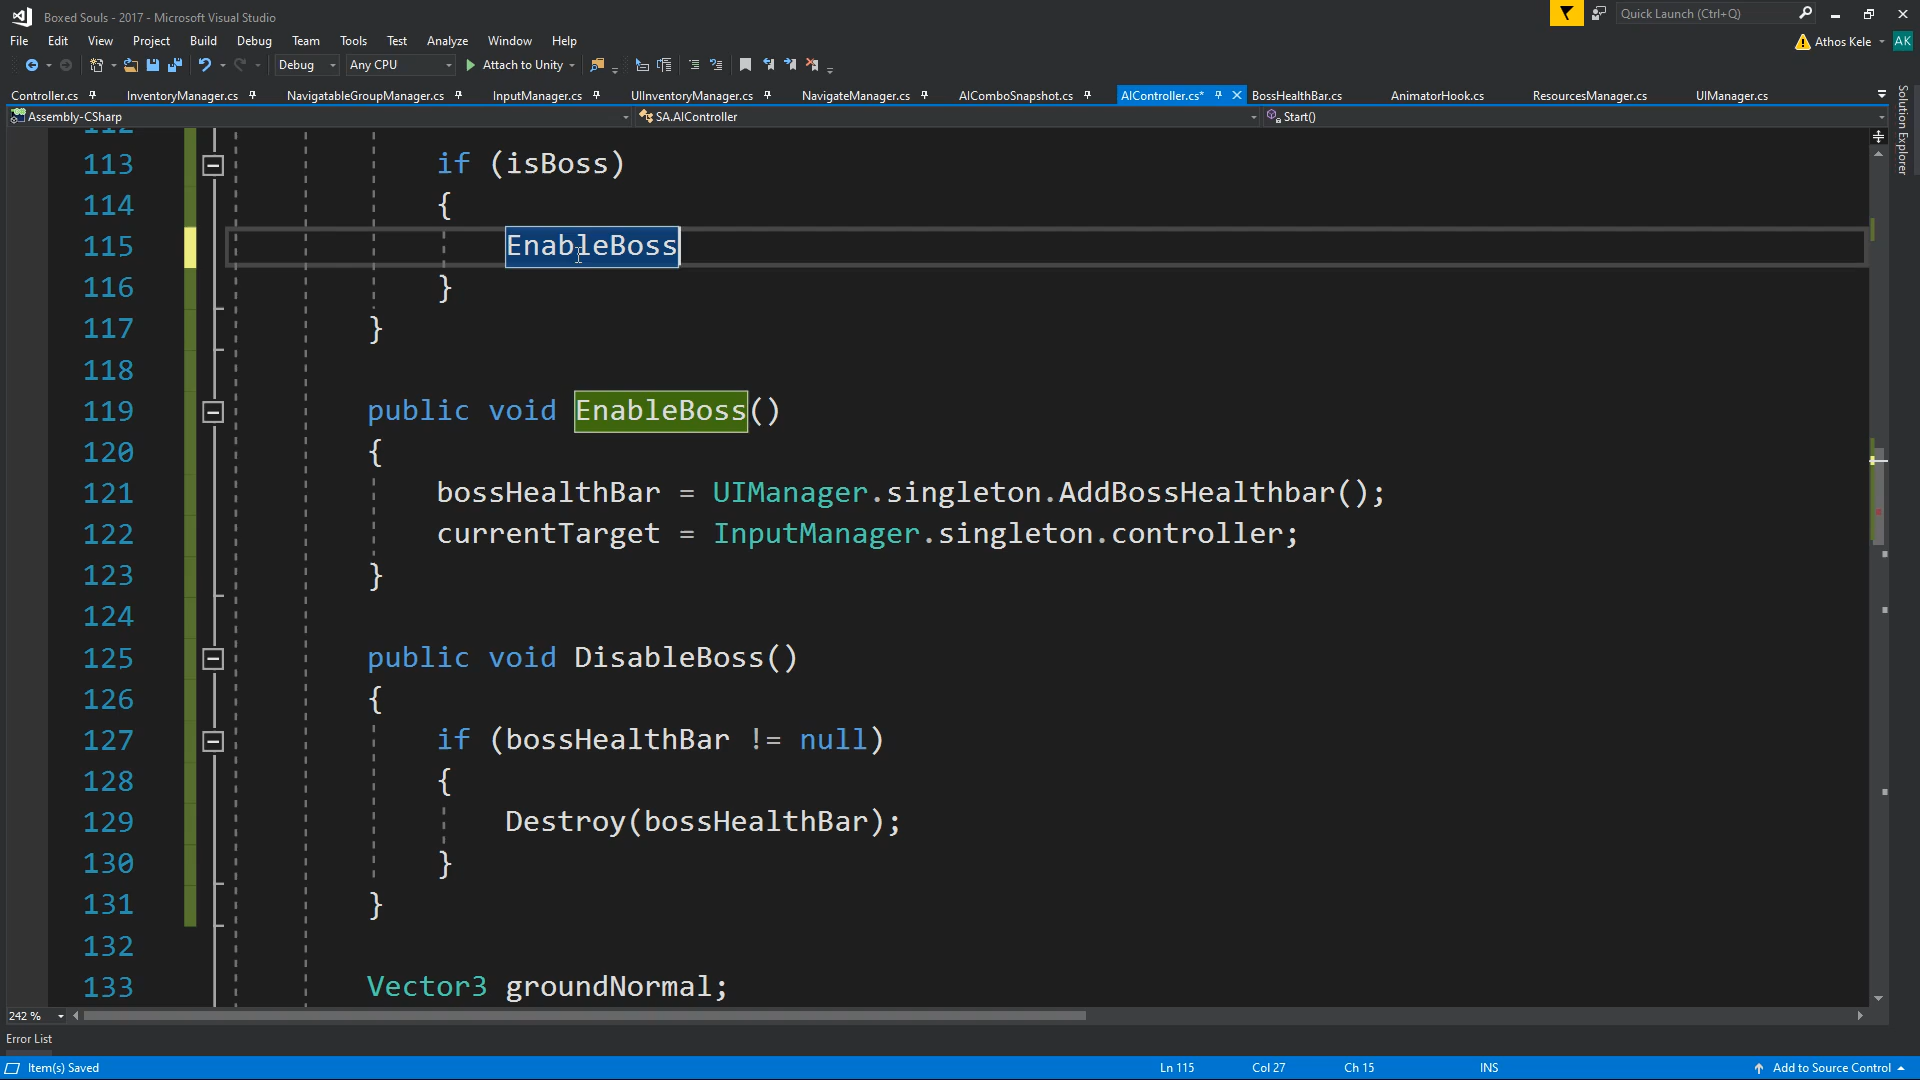 Boxed Souls - 2017 - Microsoft Visual Studio
Quick Launch (Ctrl+Q)
File Edit View Project Build Debug Team Tools Test Analyze Window Help
Athos Kele AK
Debug Any CPU Attach to Unity
Controller.cs InventoryManager.cs NavigatableGroupManager.cs InputManager.cs UIInventoryManager.cs NavigateManager.cs AIComboSnapshot.cs AIController.cs* BossHealthBar.cs AnimatorHook.cs ResourcesManager.cs UIManager.cs
Solution Explorer
Assembly-CSharp SA.AIController Start()
112
113 if (isBoss)
114 {
115 EnableBoss
116 }
117 }
118
119 public void EnableBoss()
120 {
121 bossHealthBar = UIManager.singleton.AddBossHealthbar();
122 currentTarget = InputManager.singleton.controller;
123 }
124
125 public void DisableBoss()
126 {
127 if (bossHealthBar != null)
128 {
129 Destroy(bossHealthBar);
130 }
131 }
132
133 Vector3 groundNormal;
242 %
Error List
Item(s) Saved Ln 115 Col 27 Ch 15 INS Add to Source Control